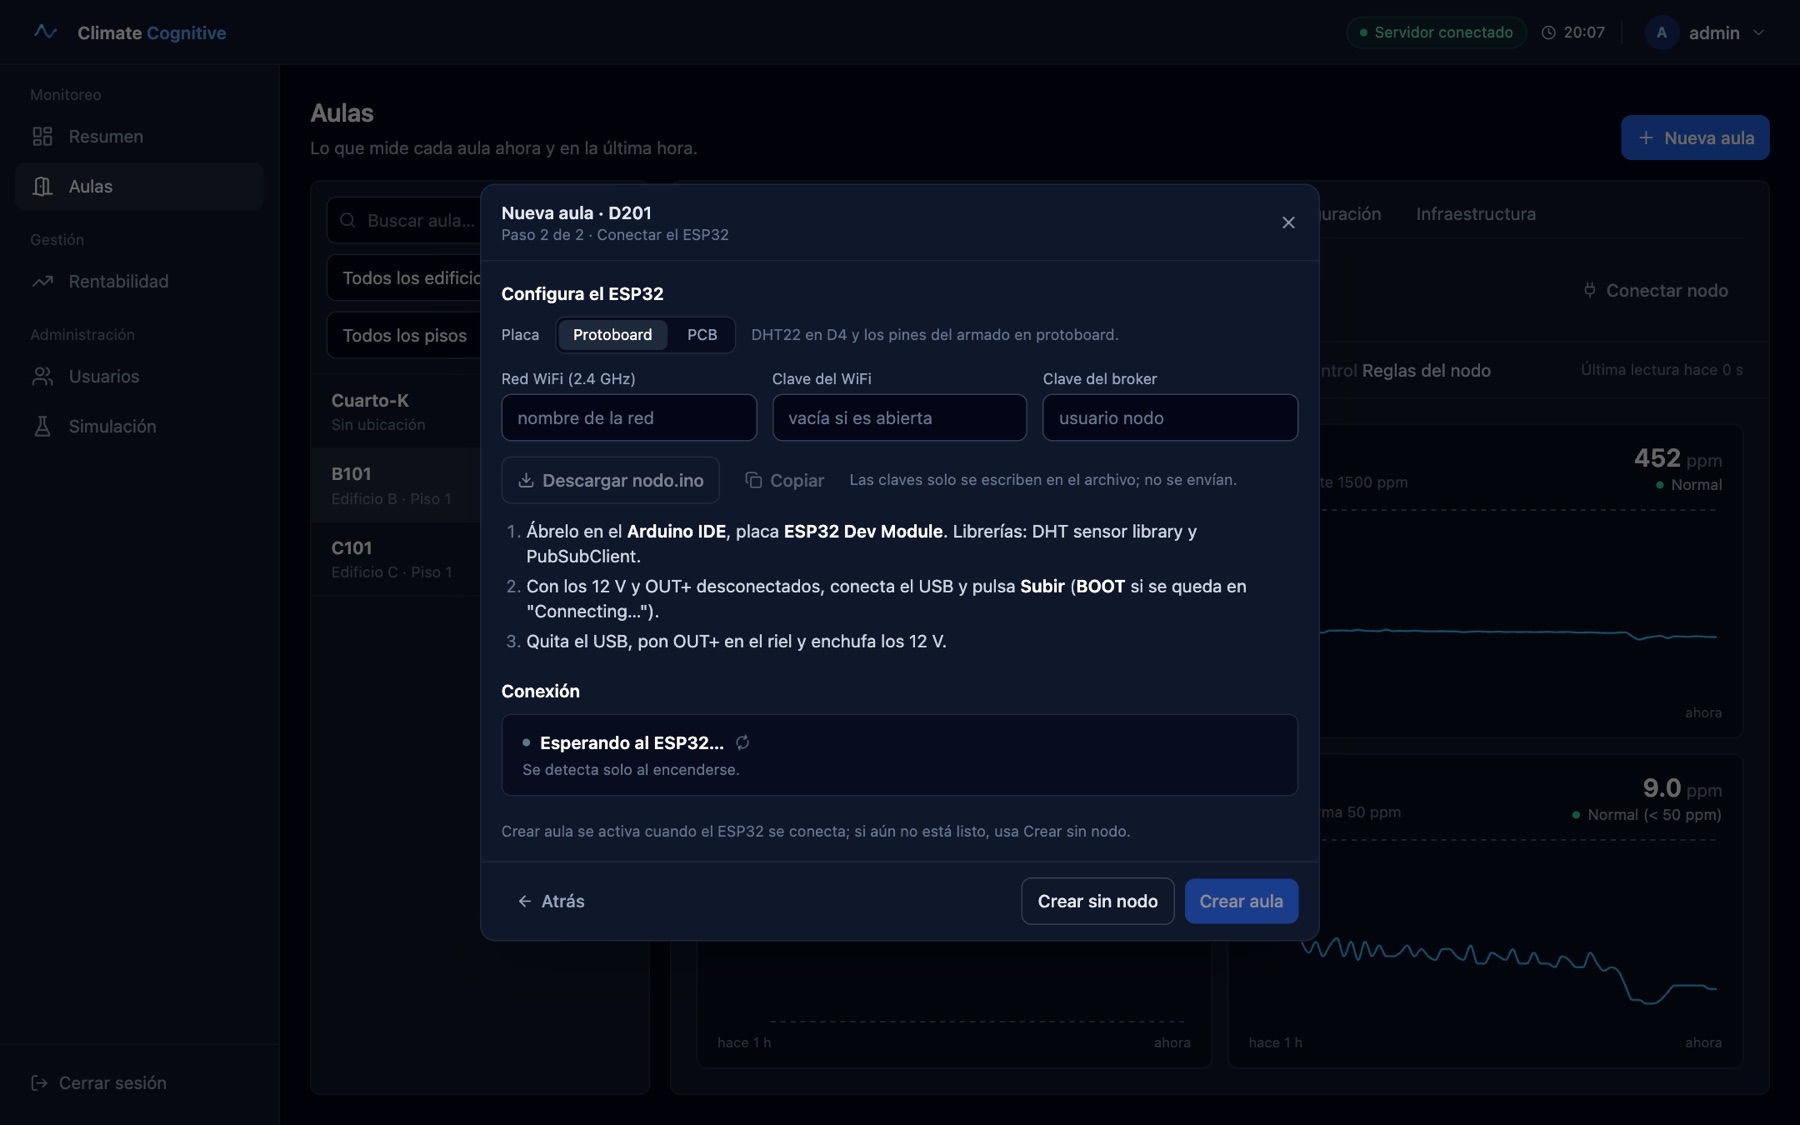 Climate Cognitive
Servidor conectado
20:07
A
admin
Monitoreo
Resumen
Aulas
Gestión
Rentabilidad
Administración
Usuarios
Simulación
Cerrar sesión
Aulas
Lo que mide cada aula ahora y en la última hora.
Nueva aula
Buscar aula...
Todos los edificio
Todos los pisos
Cuarto-K
Sin ubicación
B101
Edificio B · Piso 1
C101
Edificio C · Piso 1
uración
Infraestructura
Conectar nodo
ntrol Reglas del nodo
Última lectura hace 0 s
452 ppm
te 1500 ppm
Normal
ahora
9.0 ppm
rma 50 ppm
Normal (< 50 ppm)
hace 1 h
ahora
hace 1 h
ahora
Nueva aula · D201
Paso 2 de 2 · Conectar el ESP32
Configura el ESP32
Placa
Protoboard
PCB
DHT22 en D4 y los pines del armado en protoboard.
Red WiFi (2.4 GHz)
Clave del WiFi
Clave del broker
nombre de la red
vacía si es abierta
usuario nodo
Descargar nodo.ino
Copiar
Las claves solo se escriben en el archivo; no se envían.
1. Ábrelo en el Arduino IDE, placa ESP32 Dev Module. Librerías: DHT sensor library y
PubSubClient.
2. Con los 12 V y OUT+ desconectados, conecta el USB y pulsa Subir (BOOT si se queda en
"Connecting...").
3. Quita el USB, pon OUT+ en el riel y enchufa los 12 V.
Conexión
Esperando al ESP32...
Se detecta solo al encenderse.
Crear aula se activa cuando el ESP32 se conecta; si aún no está listo, usa Crear sin nodo.
Atrás
Crear sin nodo
Crear aula